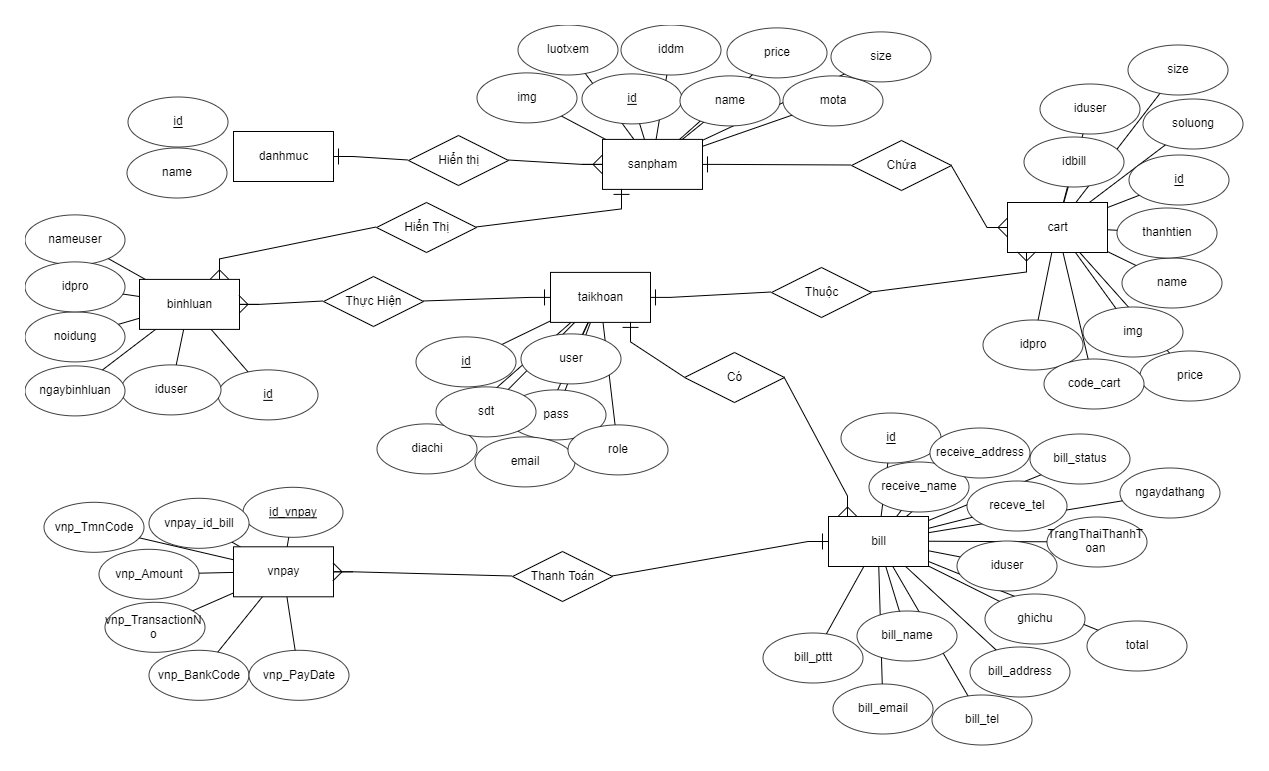 luotxem
iddm
price
size
img
id
name
mota
id
name
danhmuc
Hiển thị
sanpham
Chứa
size
iduser
soluong
idbill
id
cart
thanhtien
name
img
idpro
code_cart
price
Hiển Thị
nameuser
idpro
noidung
ngaybinhluan
iduser
id
binhluan
Thực Hiện
taikhoan
Thuộc
id
user
sdt
pass
diachi
email
role
Có
id
receive_address
bill_status
receive_name
receve_tel
ngaydathang
TrangThaiThanhT
oan
bill
iduser
ghichu
total
bill_name
bill_pttt
bill_address
bill_email
bill_tel
vnp_TmnCode
vnpay_id_bill
id_vnpay
vnp_Amount
vnpay
Thanh Toán
vnp_TransactionN
o
vnp_BankCode
vnp_PayDate